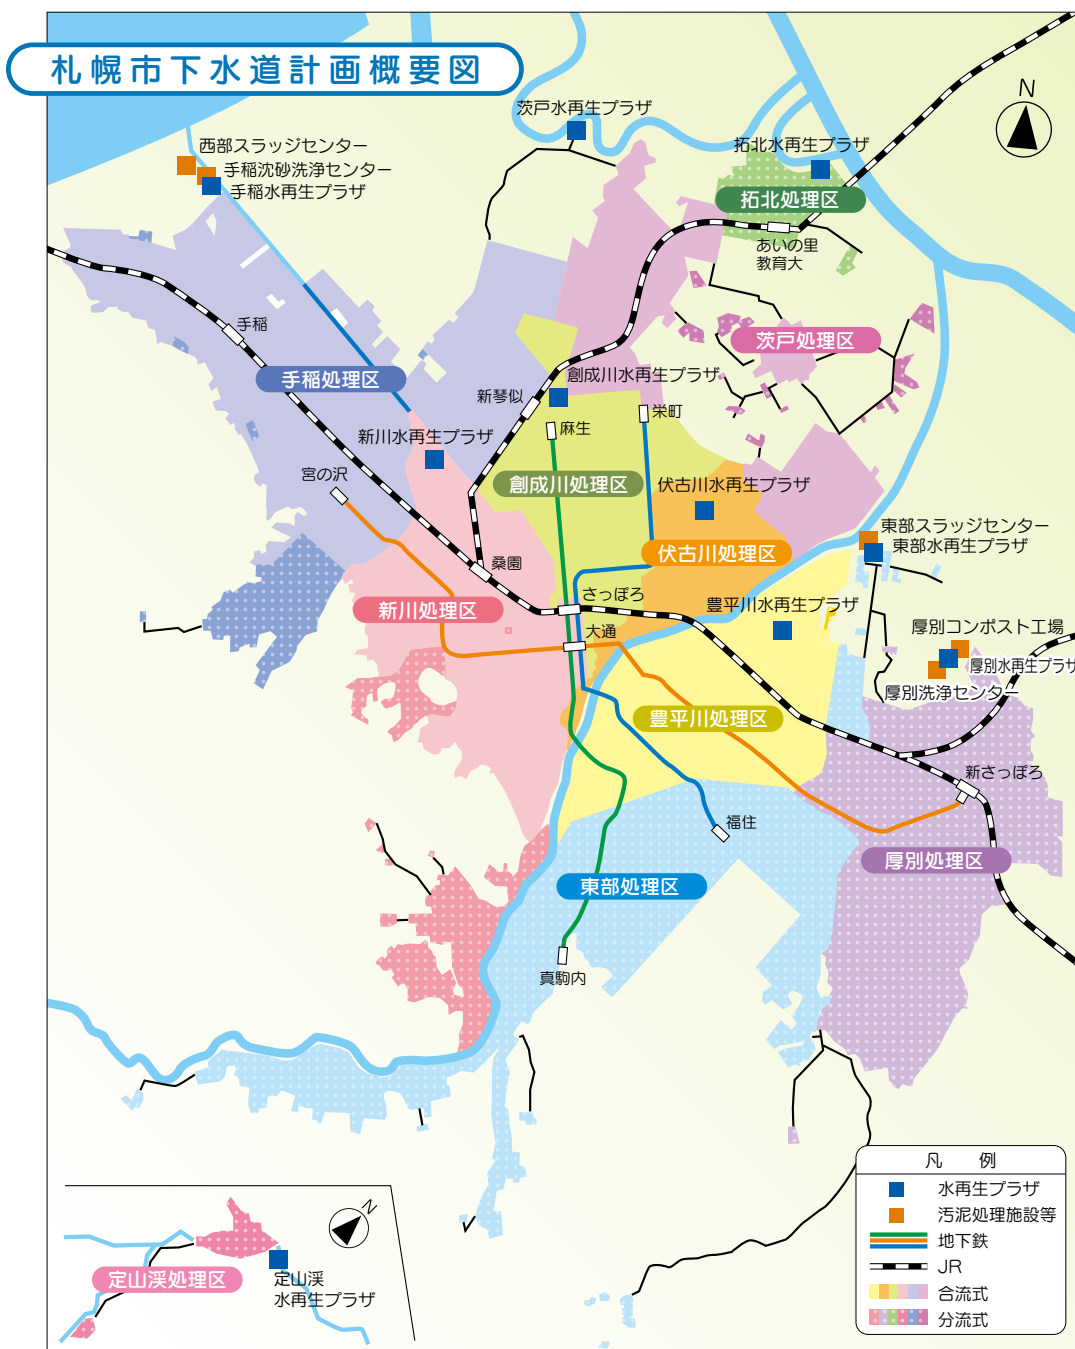 札幌市下水道計画概要図
N
茨戸水再生プラザ
西部スラッジセンター
手稲沈砂洗浄センター
手稲水再生プラザ
拓北水再生プラザ
拓北処理区
あいの里
教育大
手稲
茨戸処理区
手稲処理区
創成川水再生プラザ
新琴似
栄町
麻生
新川水再生プラザ
宮の沢
創成川処理区
伏古川水再生プラザ
東部スラッジセンター
東部水再生プラザ
伏古川処理区
桑園
さっぽろ
新川処理区
豊平川水再生プラザ
大通
厚別コンポスト工場
厚別水再生プラザ
厚別洗浄センター
豊平川処理区
新さっぽろ
福住
厚別処理区
東部処理区
真駒内
凡 例
水再生プラザ
汚泥処理施設等
地下鉄
JR
合流式
分流式
N
定山渓処理区
定山渓
水再生プラザ